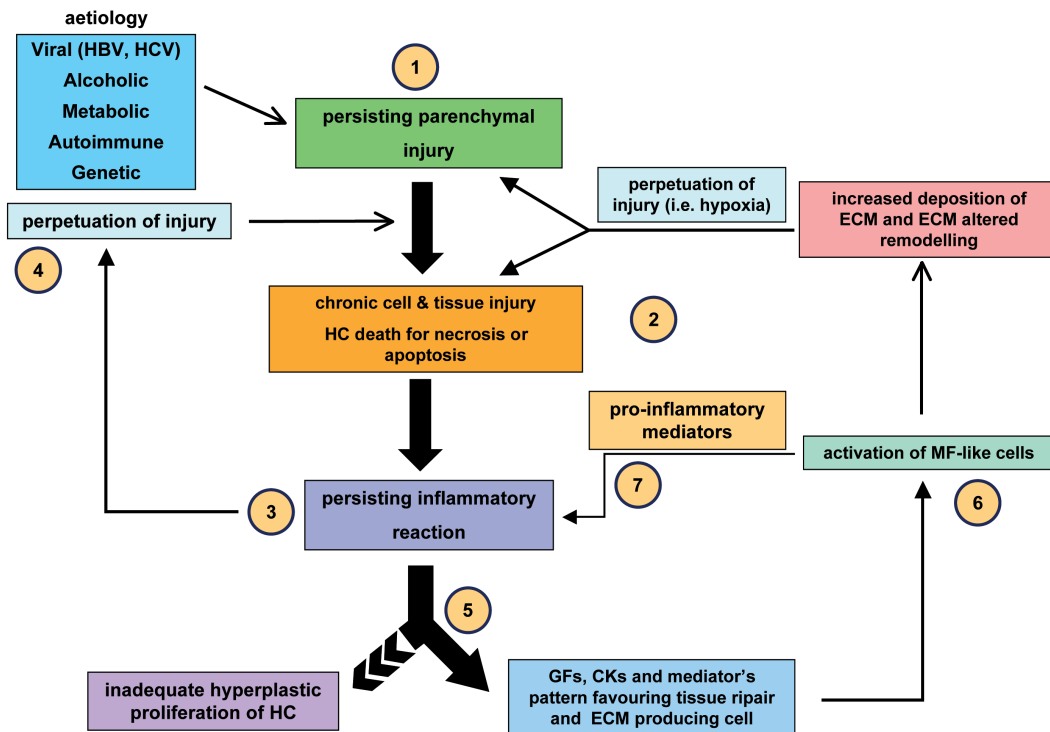 aetiology
Viral (HBV, HCV)
Alcoholic
Metabolic
Autoimmune
Genetic
1
persisting parenchymal
injury
perpetuation of
injury (i.e. hypoxia)
increased deposition of
ECM and ECM altered
remodelling
perpetuation of injury
4
chronic cell & tissue injury
HC death for necrosis or
apoptosis
2
pro-inflammatory
mediators
activation of MF-like cells
7
6
3
persisting inflammatory
reaction
5
inadequate hyperplastic
proliferation of HC
GFs, CKs and mediator's
pattern favouring tissue ripair
and ECM producing cell